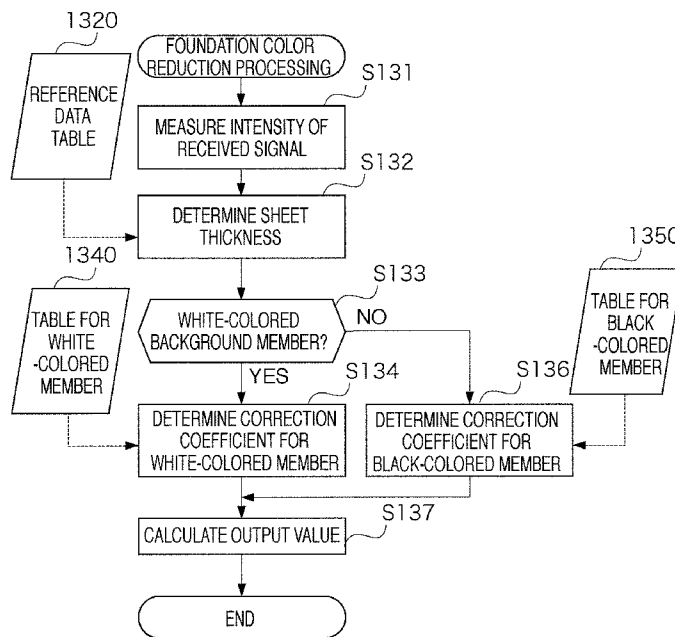 1320
FOUNDATION COLOR
REDUCTION PROCESSING
S131
REFERENCE
DATA
TABLE
MEASURE INTENSITY OF
RECEIVED SIGNAL
S132
DETERMINE SHEET
THICKNESS
1340
S133
1350
TABLE FOR
WHITE
-COLORED
MEMBER
WHITE-COLORED
BACKGROUND MEMBER?
NO
TABLE FOR
BLACK
-COLORED
MEMBER
YES
S134
S136
DETERMINE CORRECTION
COEFFICIENT FOR
WHITE-COLORED MEMBER
DETERMINE CORRECTION
COEFFICIENT FOR
BLACK-COLORED MEMBER
S137
CALCULATE OUTPUT VALUE
END